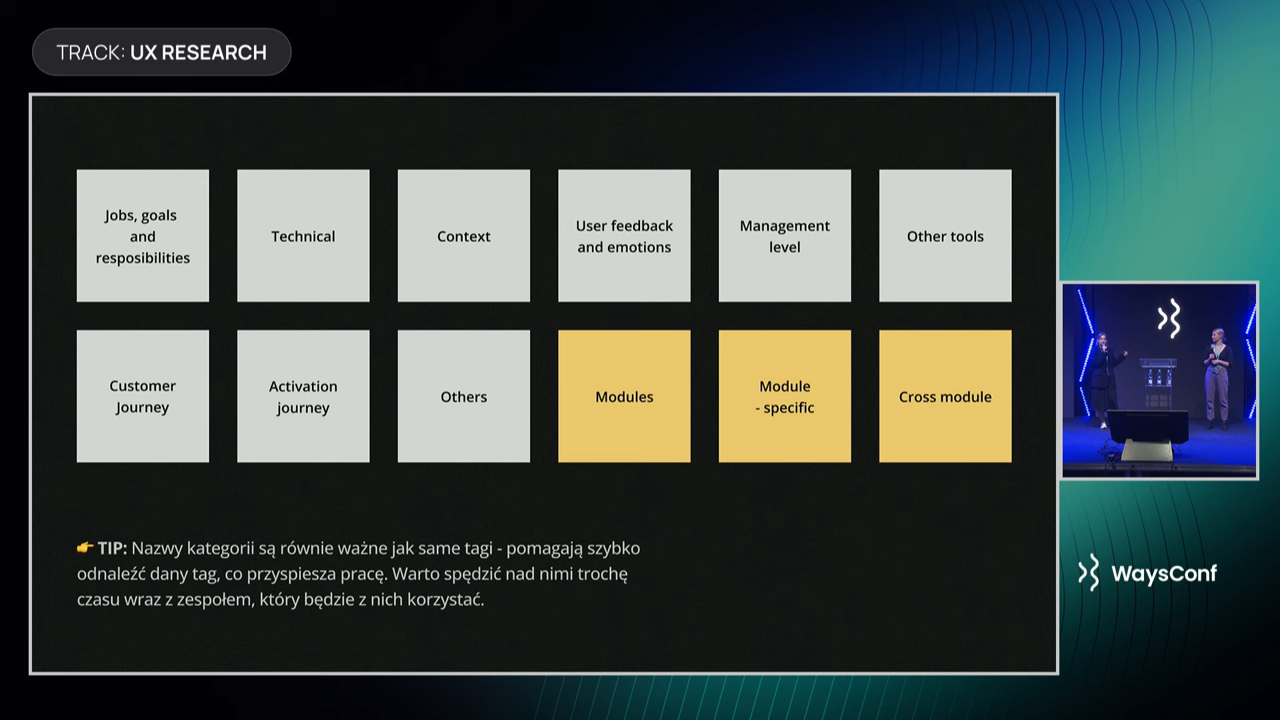 TRACK: UX RESEARCH
Jobs, goals
and
resposibilities
Technical
Context
User feedback
and emotions
Management
level
Other tools
Customer
Journey
Activation
journey
Others
Modules
Module
- specific
Cross module
👉 TIP: Nazwy kategorii są równie ważne jak same tagi - pomagają szybko
odnaleźć dany tag, co przyspiesza pracę. Warto spędzić nad nimi trochę
czasu wraz z zespołem, który będzie z nich korzystać.
WaysConf